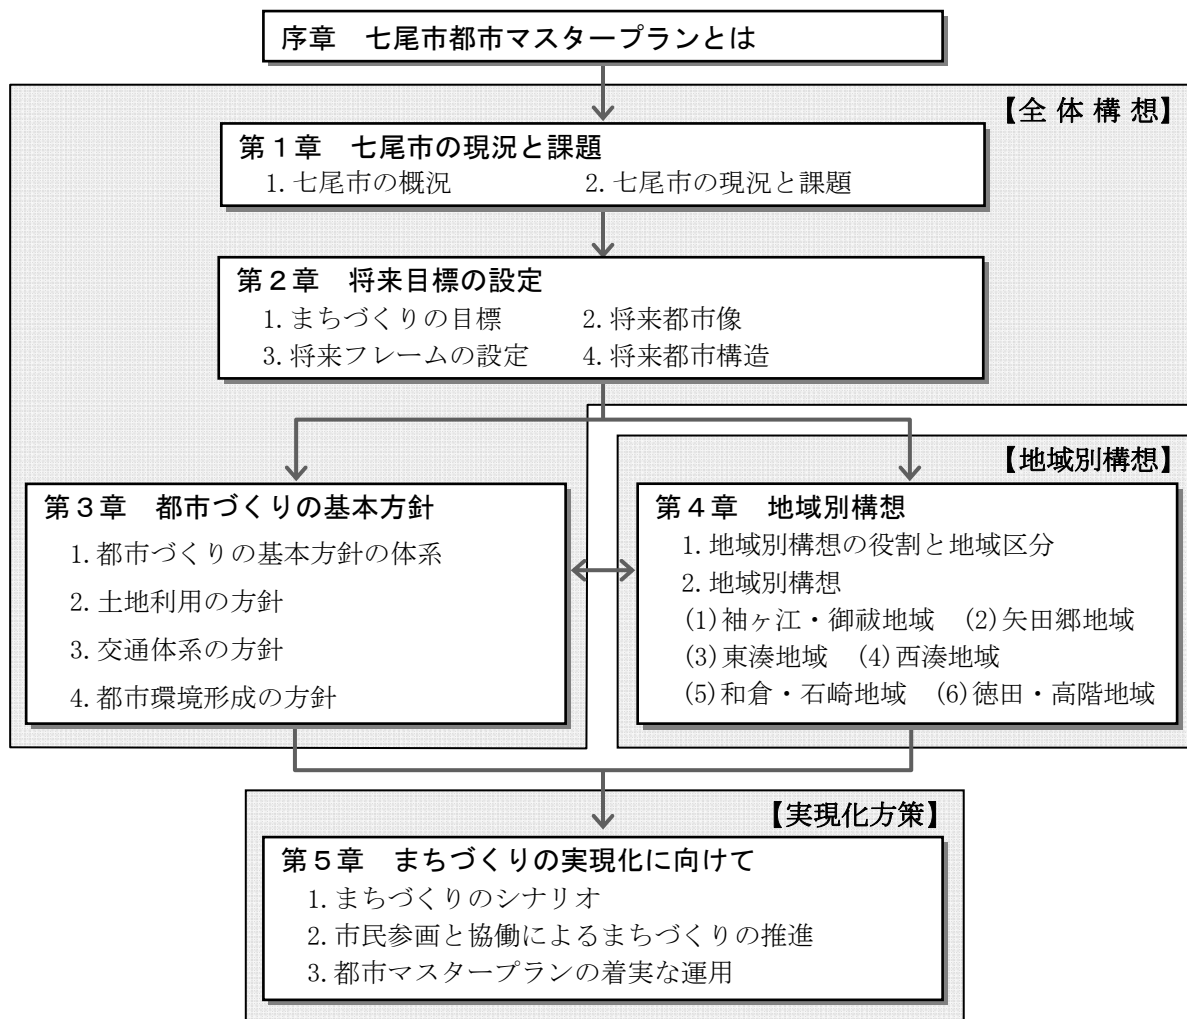 序章　七尾市都市マスタープランとは
【全 体 構 想】
第１章　七尾市の現況と課題
1.七尾市の概況　　2.七尾市の現況と課題
第２章　将来目標の設定
1.まちづくりの目標　　2.将来都市像
3.将来フレームの設定　　4.将来都市構造
第３章　都市づくりの基本方針
1.都市づくりの基本方針の体系
2.土地利用の方針
3.交通体系の方針
4.都市環境形成の方針
【地域別構想】
第４章　地域別構想
1.地域別構想の役割と地域区分
2.地域別構想
(1)袖ヶ江・御祓地域　(2)矢田郷地域
(3)東湊地域　(4)西湊地域
(5)和倉・石崎地域　(6)徳田・高階地域
【実現化方策】
第５章　まちづくりの実現化に向けて
1.まちづくりのシナリオ
2.市民参画と協働によるまちづくりの推進
3.都市マスタープランの着実な運用